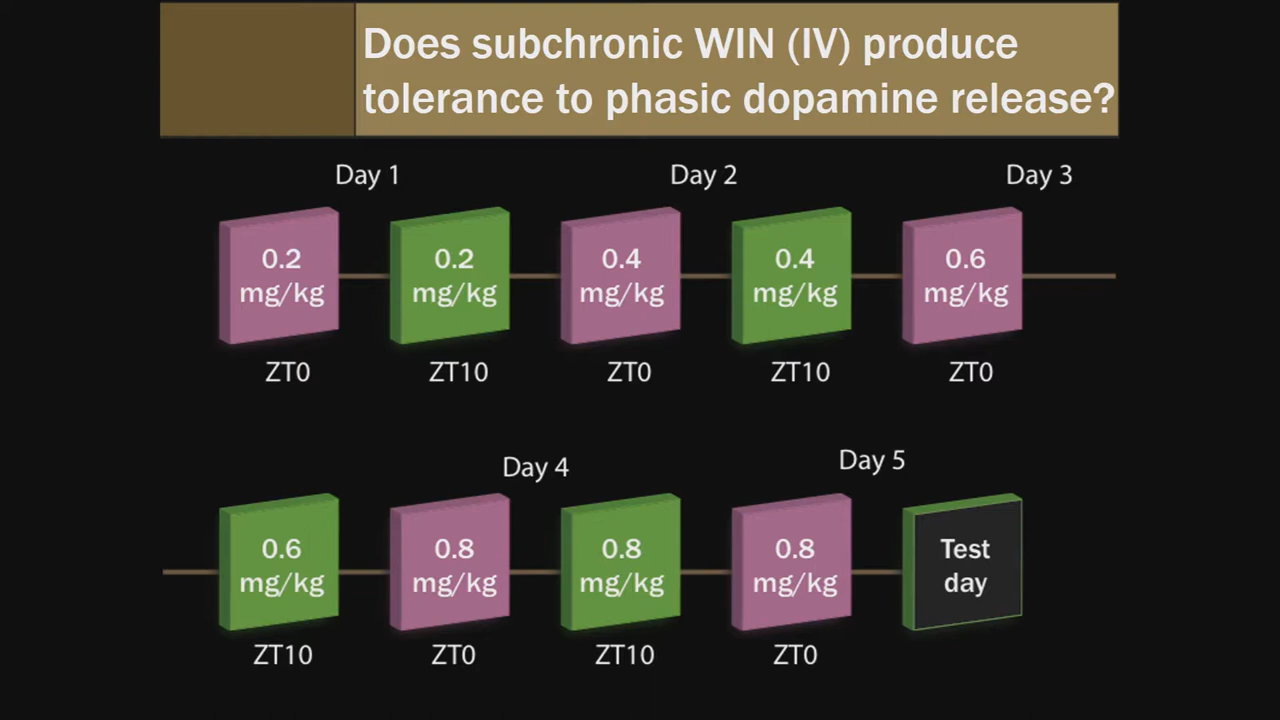 Does subchronic WIN (IV) produce
tolerance to phasic dopamine release?
Day 1
Day 2
Day 3
0.2
mg/kg
0.2
mg/kg
0.4
mg/kg
0.4
mg/kg
0.6
mg/kg
ZT0
ZT10
ZT0
ZT10
ZT0
Day 4
Day 5
0.6
mg/kg
0.8
mg/kg
0.8
mg/kg
0.8
mg/kg
Test
day
ZT10
ZT0
ZT10
ZT0